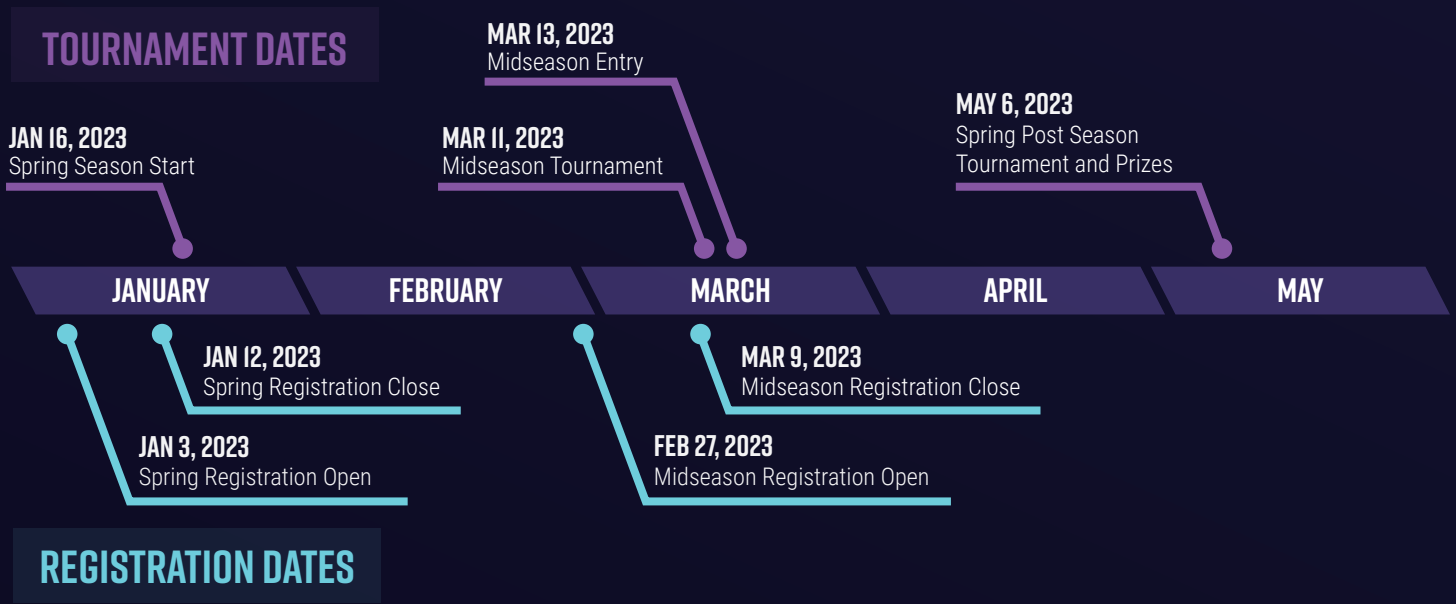 TOURNAMENT DATES
MAR 13, 2023
Midseason Entry
JAN 16, 2023
Spring Season Start
MAR 11, 2023
Midseason Tournament
MAY 6, 2023
Spring Post Season
Tournament and Prizes
JANUARY
FEBRUARY
MARCH
APRIL
MAY
JAN 12, 2023
Spring Registration Close
JAN 3, 2023
Spring Registration Open
MAR 9, 2023
Midseason Registration Close
FEB 27, 2023
Midseason Registration Open
REGISTRATION DATES